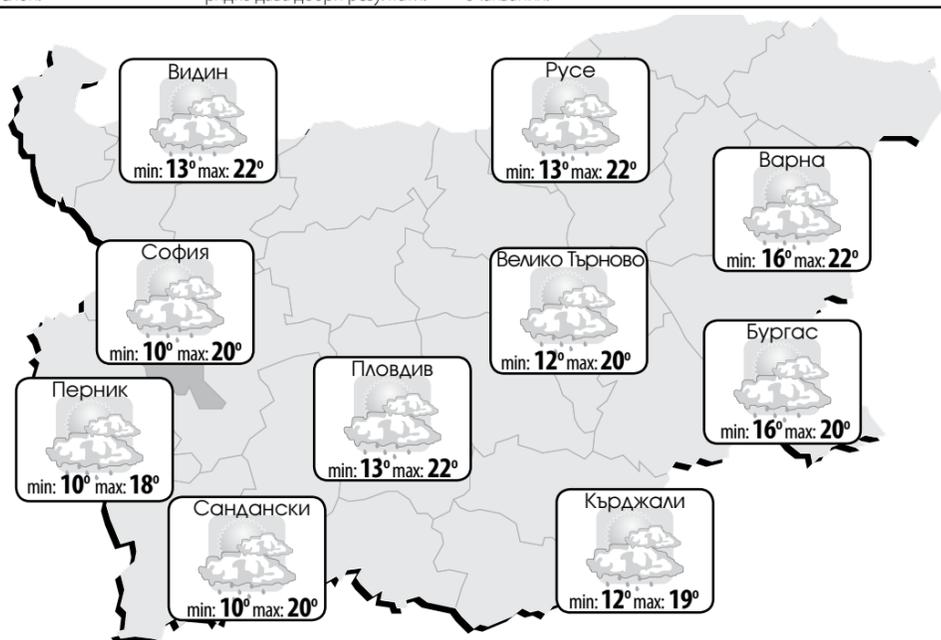 Видин
min: 13° max: 22°
Русе
min: 13° max: 22°
Варна
min: 16° max: 22°
София
min: 10° max: 20°
Велико Търново
min: 12° max: 20°
Бургас
min: 16° max: 20°
Пловдив
min: 13° max: 22°
Перник
min: 10° max: 18°
Сандански
min: 10° max: 20°
Кърджали
min: 12° max: 19°